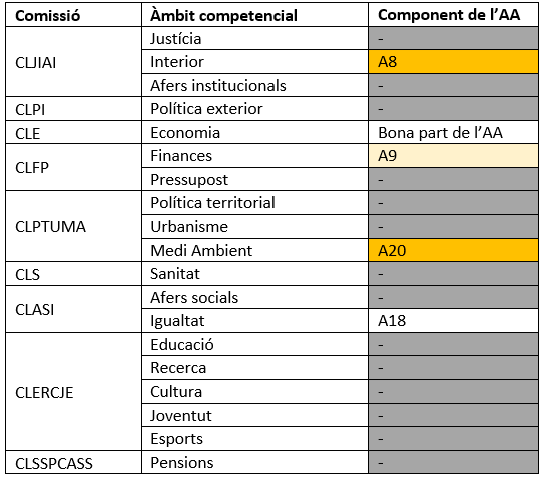 Comissió Àmbit competencial Component de l’AA
CLJIAI Justícia -
Interior A8
Afers institucionals -
CLPI Política exterior -
CLE Economia Bona part de l’AA
CLFP Finances A9
Pressupost -
CLPTUMA Política territorial -
Urbanisme -
Medi Ambient A20
CLS Sanitat -
CLASI Afers socials -
Igualtat A18
CLERCJE Educació -
Recerca -
Cultura -
Joventut -
Esports -
CLSSPCASS Pensions -